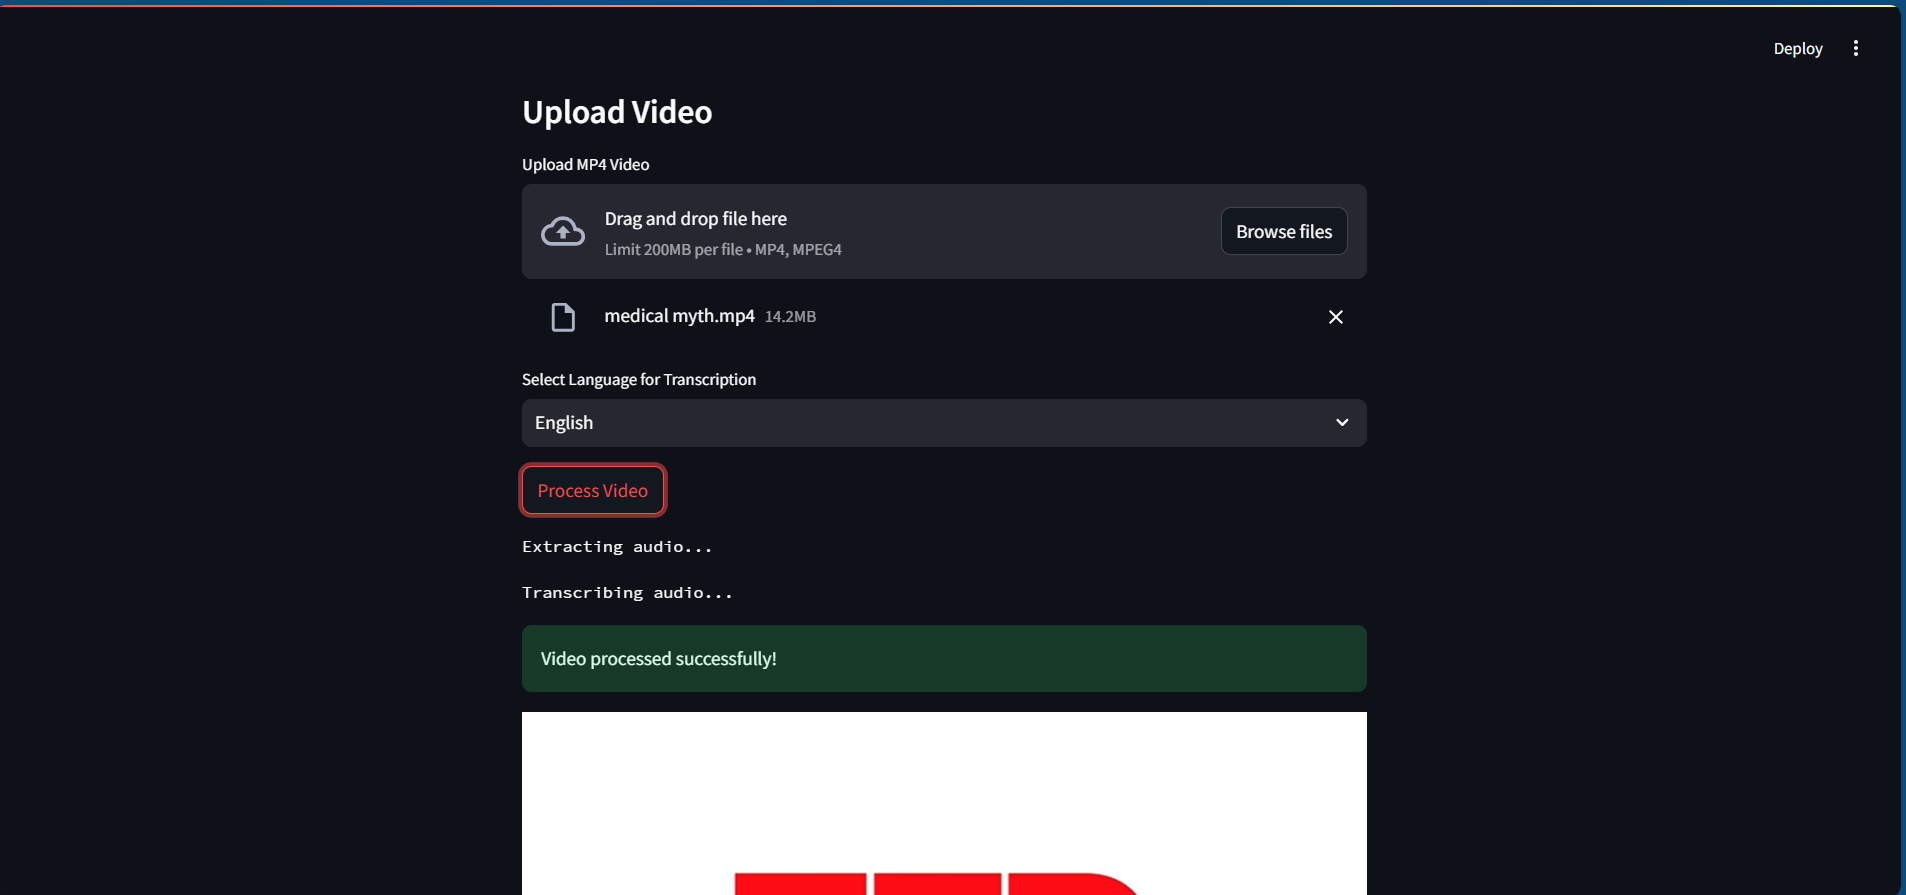 Deploy
Upload Video
Upload MP4 Video
Drag and drop file here
Limit 200MB per file • MP4, MPEG4
Browse files
medical myth.mp4 14.2MB
Select Language for Transcription
English
Process Video
Extracting audio...
Transcribing audio...
Video processed successfully!